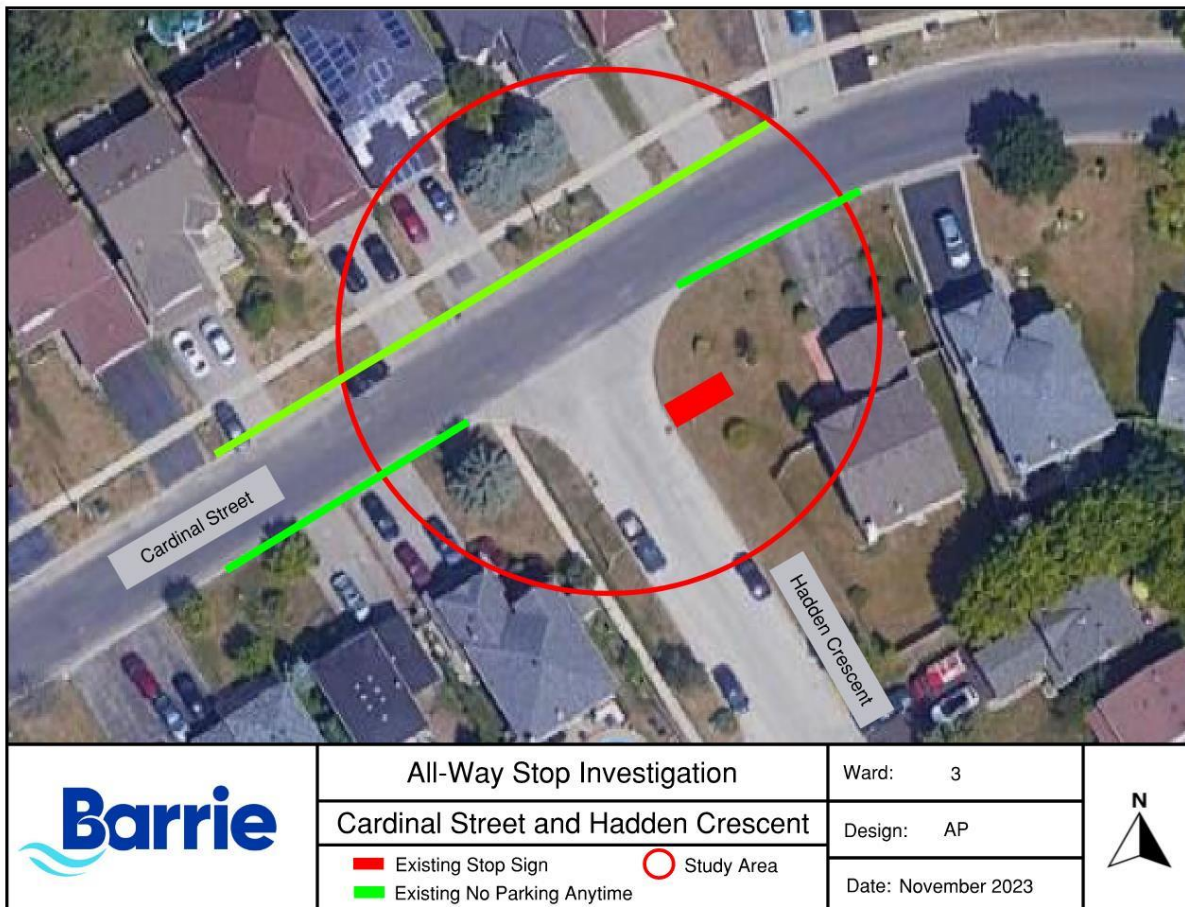 Cardinal Street
Hadden Crescent
Barrie
All-Way Stop Investigation
Cardinal Street and Hadden Crescent
Existing Stop Sign
Study Area
Existing No Parking Anytime
Ward: 3
Design: AP
Date: November 2023
N